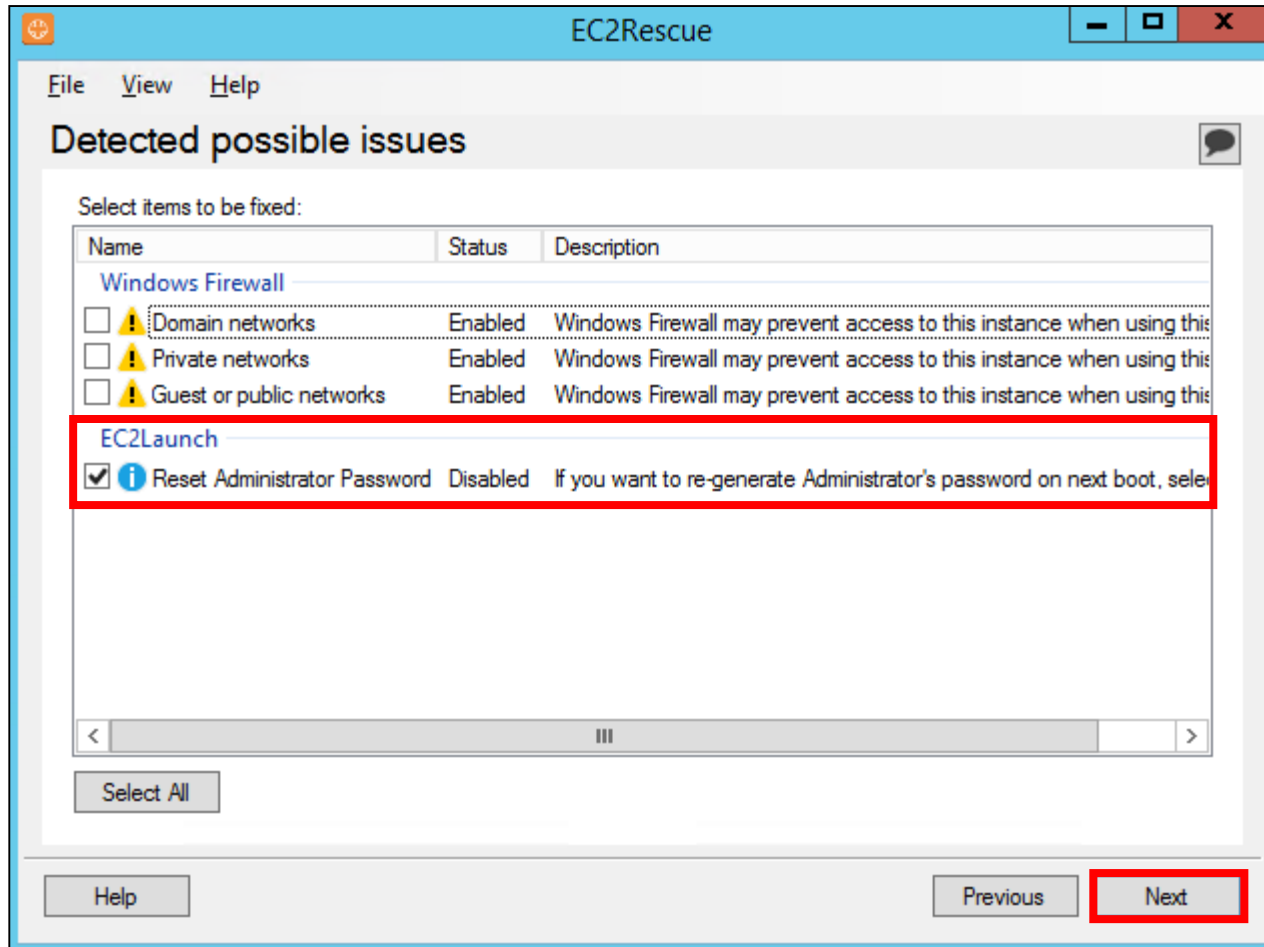 EC2Rescue
File View Help
Detected possible issues
Select items to be fixed:
Name Status Description
Windows Firewall
Domain networks Enabled Windows Firewall may prevent access to this instance when using this
Private networks Enabled Windows Firewall may prevent access to this instance when using this
Guest or public networks Enabled Windows Firewall may prevent access to this instance when using this
EC2Launch
Reset Administrator Password Disabled If you want to re-generate Administrator's password on next boot, sele
Select All
Help Previous Next